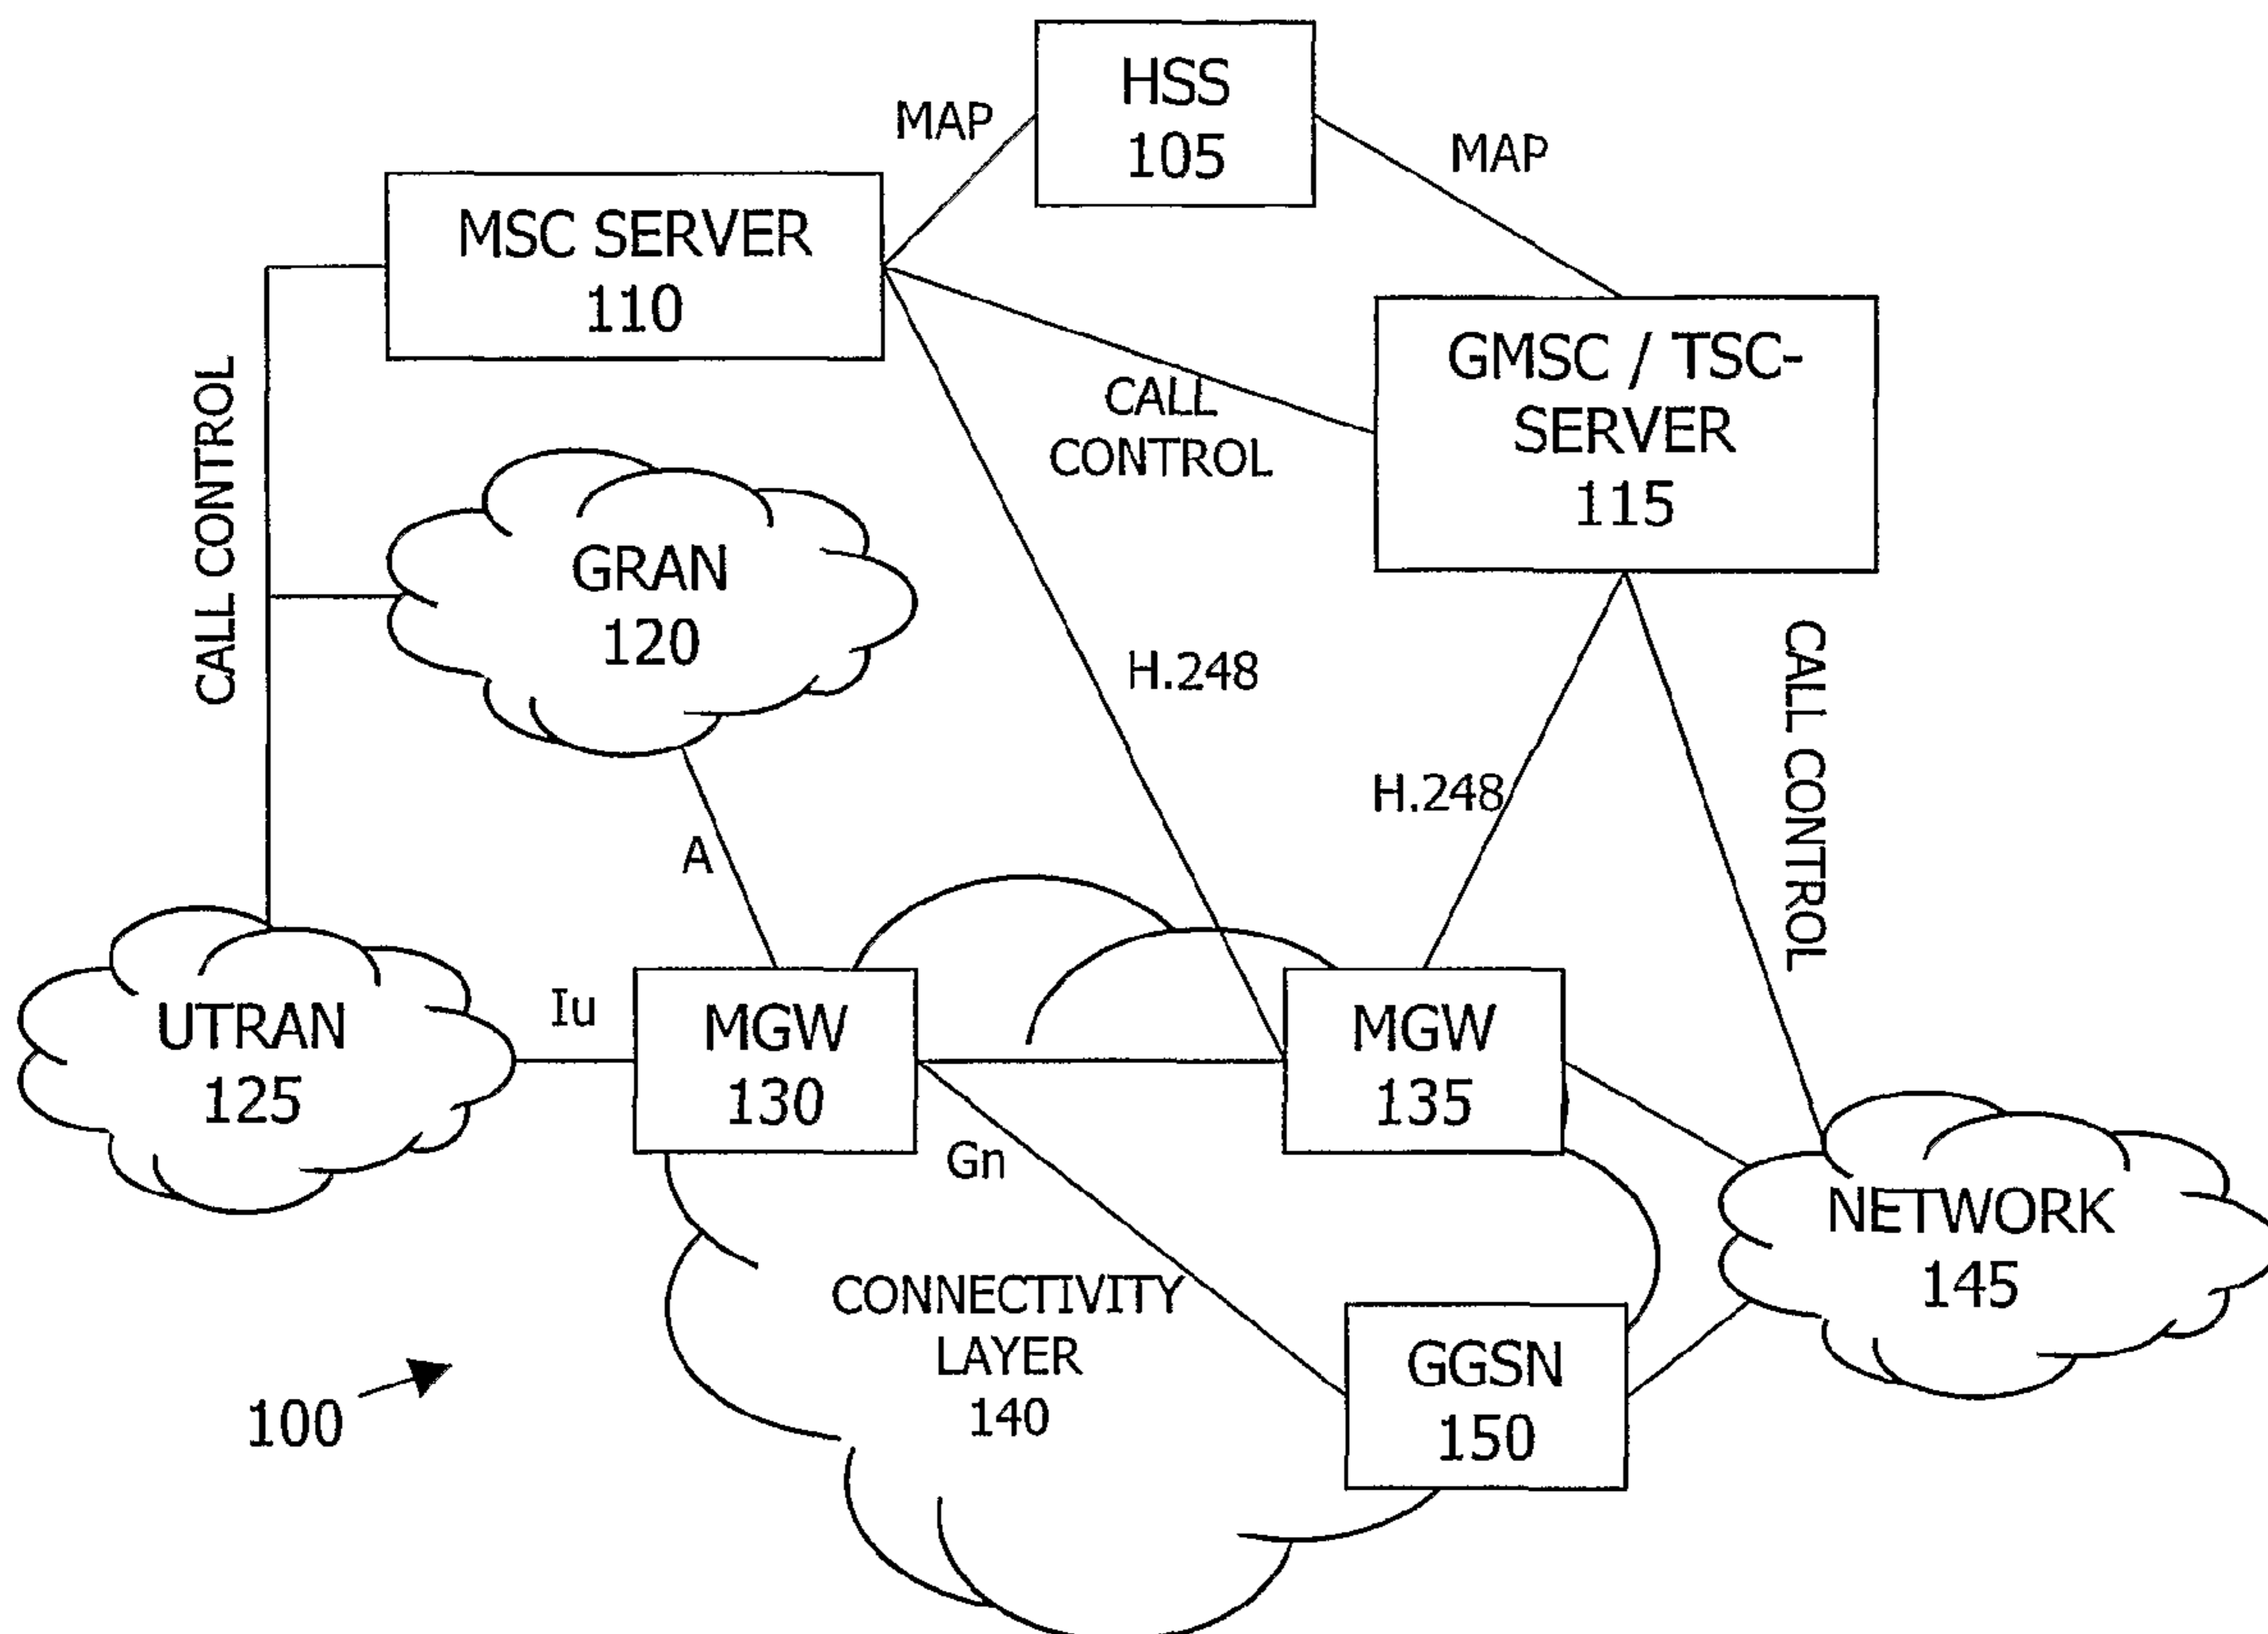 HSS
105
MAP
MAP
MSC SERVER
110
GMSC / TSC-
SERVER
115
CALL CONTROL
CALL
CONTROL
GRAN
120
H.248
H.248
CALL CONTROL
A
UTRAN
125
Iu
MGW
130
MGW
135
Gn
NETWORK
145
CONNECTIVITY
LAYER
140
GGSN
150
100